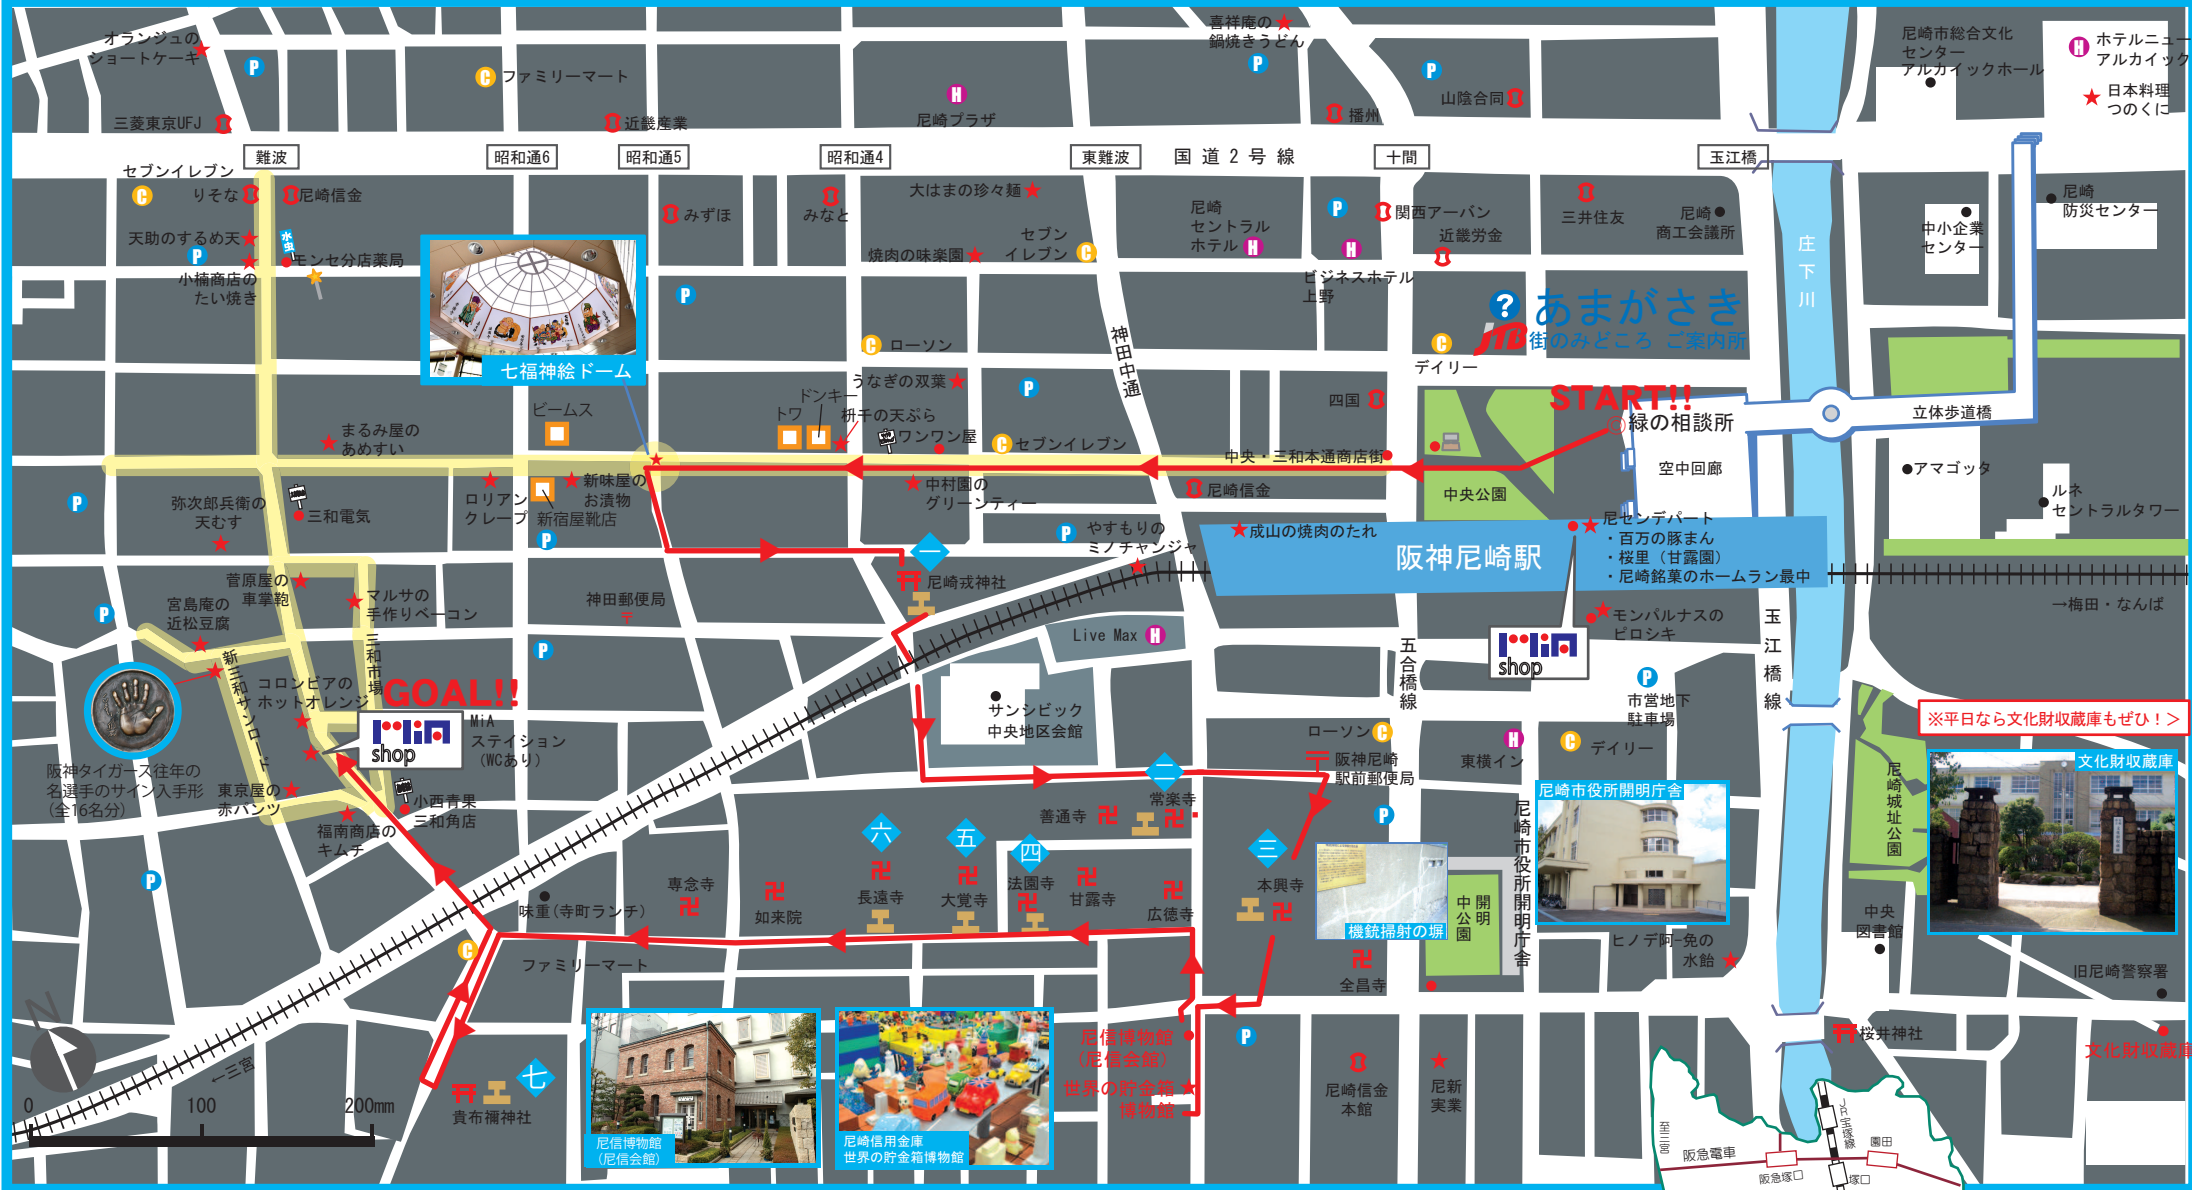 オランジュの
ショートケーキ
ファミリーマート
喜祥庵の
鍋焼きうどん
尼崎市総合文化
センター
アルカイックホール
ホテルニュー
アルカイック
日本料理
つのくに
三菱東京UFJ
近畿産業
尼崎プラザ
播州
山陰合同
難波
昭和通6
昭和通5
昭和通4
東難波
国道2号線
十間
玉江橋
セブンイレブン
りそな
尼崎信金
みずほ
みなと
大はまの珍々麺
尼崎
セントラル
ホテル
関西アーバン
近畿労金
三井住友
尼崎
商工会議所
中小企業
センター
尼崎
防災センター
天助のするめ天
水虫
モンセ分店薬局
小楠商店の
たい焼き
焼肉の味楽園
セブン
イレブン
ビジネスホテル
上野
庄下川
?
あまがさき
JTB
街のみどころ ご案内所
七福神絵ドーム
ローソン
神田中通
デイリー
うなぎの双葉
四国
START!!
緑の相談所
立体歩道橋
ビームス
トワ
ドンキー
枡千の天ぷら
ワンワン屋
セブンイレブン
まるみ屋の
あめすい
中央・三和本通商店街
空中回廊
アマゴッタ
ロリアン
クレープ
新味屋の
お漬物
新宿屋靴店
中村園の
グリーンティー
尼崎信金
中央公園
ルネ
セントラルタワー
弥次郎兵衛の
天むす
三和電気
やすもりの
ミノチャンジャ
成山の焼肉のたれ
阪神尼崎駅
尼センデパート
・百万の豚まん
・桜里（甘露園）
・尼崎銘菓のホームラン最中
→梅田・なんば
菅原屋の
車掌鞄
マルサの
手作りベーコン
神田郵便局
一
尼崎戎神社
宮島庵の
近松豆腐
三和市場
新三和サンロード
Live Max
モンパルナスの
ピロシキ
MiA
shop
五合橋線
玉江橋線
市営地下
駐車場
コロンビアの
ホットオレンジ
GOAL!!
MiA
shop
MiA
ステイション
（WCあり）
サンシビック
中央地区会館
ローソン
阪神尼崎
駅前郵便局
東横イン
デイリー
※平日なら文化財収蔵庫もぜひ！＞
文化財収蔵庫
阪神タイガース往年の
名選手のサイン入手形
（全16名分）
東京屋の
赤パンツ
小西青果
三和角店
福南商店の
キムチ
二
常楽寺
善通寺
三
本興寺
四
法園寺
五
大覚寺
六
長遠寺
甘露寺
広徳寺
専念寺
如来院
味重(寺町ランチ)
尼崎市役所開明庁舎
尼崎市役所開明庁舎
機銃掃射の塀
開明
中公園
尼崎城址公園
全昌寺
ヒノデ阿免の
水飴
中央
図書館
旧尼崎警察署
桜井神社
文化財収蔵庫
ファミリーマート
N
←三宮
0
100
200mm
七
貴布禰神社
尼信博物館
（尼信会館）
尼崎信用金庫
世界の貯金箱博物館
尼信博物館
（尼信会館）
世界の貯金箱
博物館
尼崎信金
本館
尼新
実業
至三宮
阪急電車
阪急塚口
JR宝塚線
園田
塚口